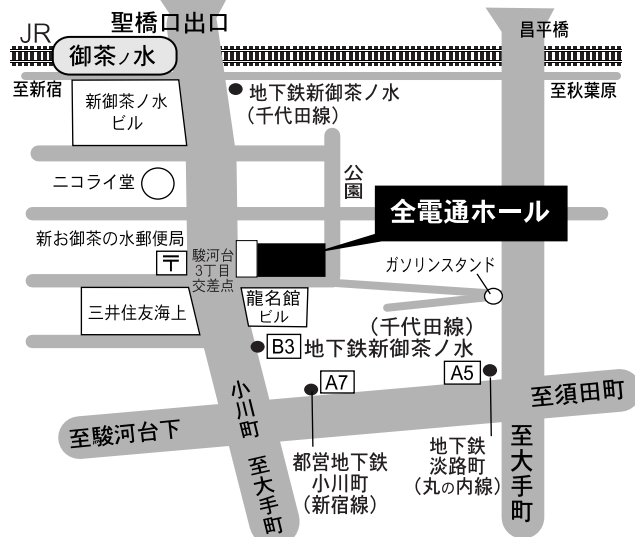 聖橋口出口
JR
御茶ノ水
昌平橋
至新宿
至秋葉原
新御茶ノ水
ビル
地下鉄新御茶ノ水
(千代田線)
ニコライ堂
公園
全電通ホール
新お御茶の水郵便局
〒
駿河台
3丁目
交差点
ガソリンスタンド
三井住友海上
龍名館
ビル
(千代田線)
B3 地下鉄新御茶ノ水
A7
A5
小川町
至大手町
至駿河台下
至須田町
都営地下鉄
小川町
(新宿線)
地下鉄
淡路町
(丸の内線)
至大手町